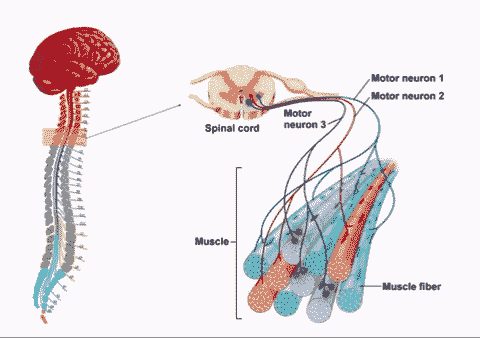 Motor neuron 1
Motor neuron 2
Motor
neuron 3
Spinal cord
Muscle
Muscle fiber